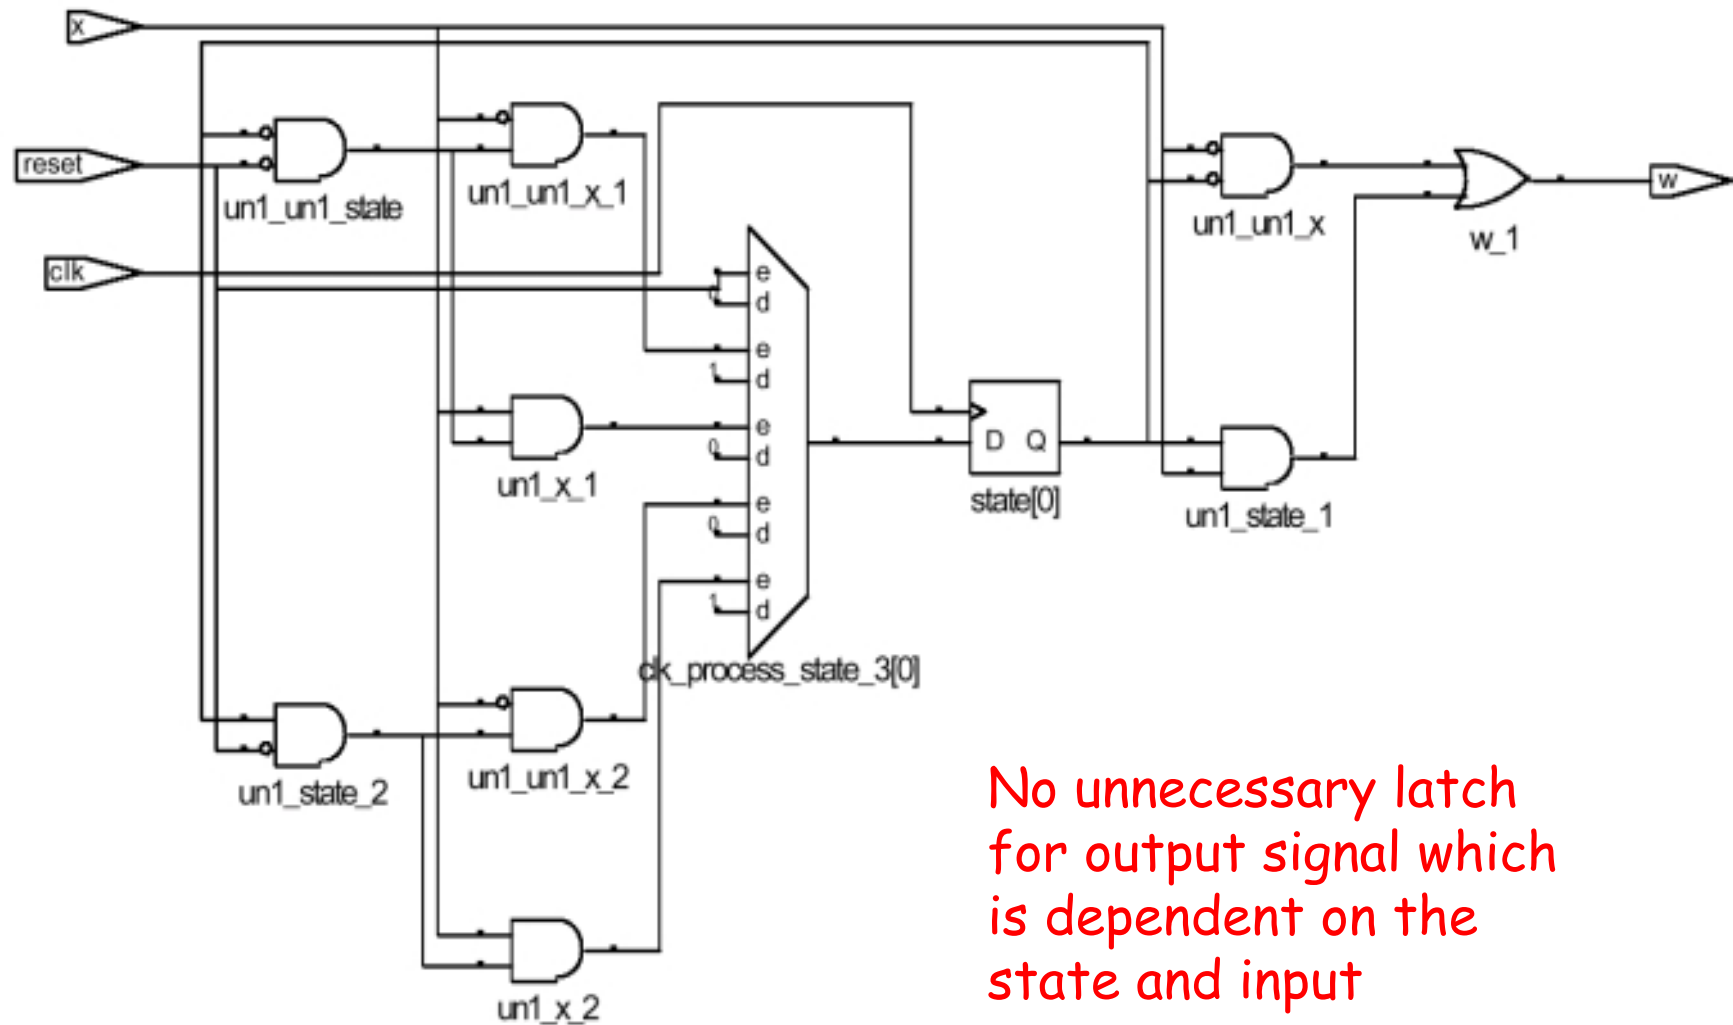 x
reset
un1_un1_state
un1_un1_x_1
un1_un1_x
w_1
w
clk
e
0 d
e
1 d
e
0 d
e
0 d
e
1 d
un1_x_1
D Q
state[0]
un1_state_1
clk_process_state_3[0]
un1_state_2
un1_un1_x_2
un1_x_2
No unnecessary latch
for output signal which
is dependent on the
state and input